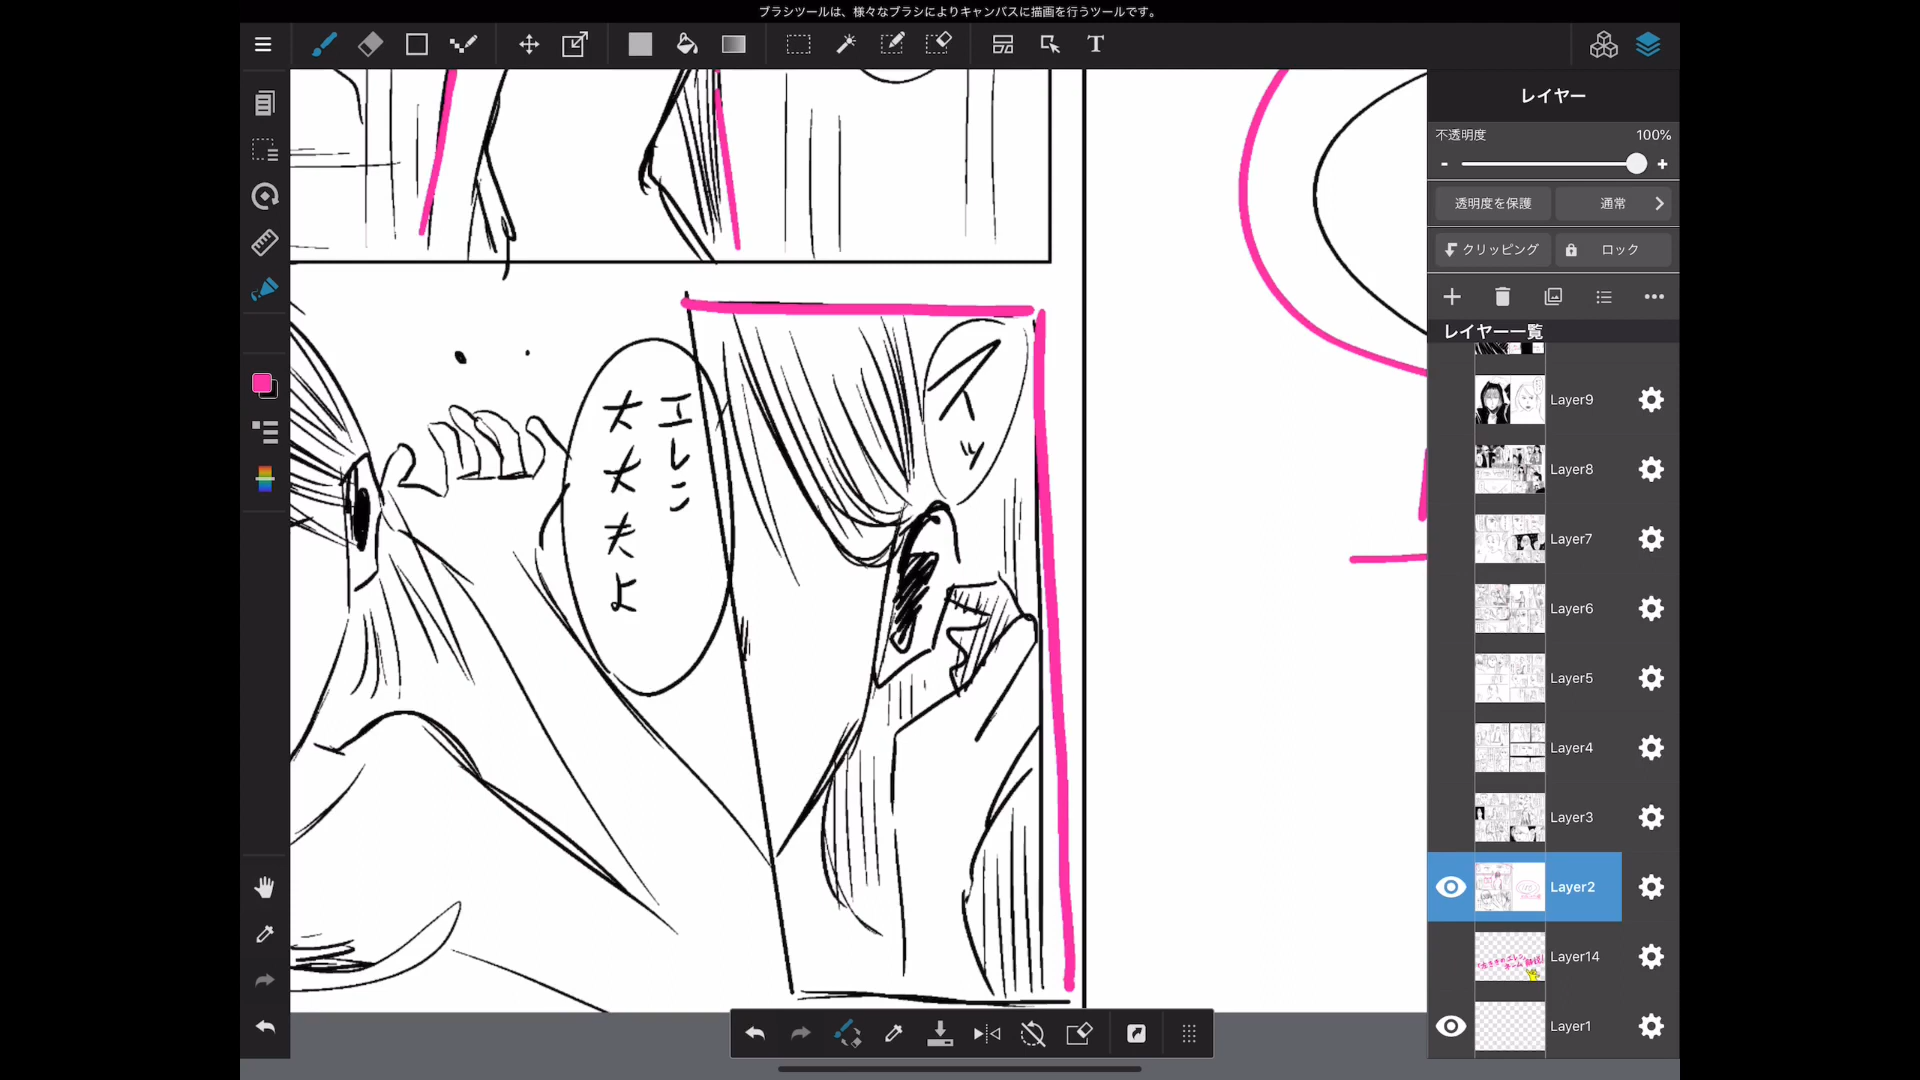 ブラシツールは、様々なブラシによりキャンバスに描画を行うツールです。
T
レイヤー
不透明度
100%
-
+
透明度を保護
通常
クリッピング
ロック
レイヤー一覧
Layer9
Layer8
Layer7
Layer6
Layer5
Layer4
Layer3
Layer2
Layer14
Layer1
スッ
エレン
大丈夫よ